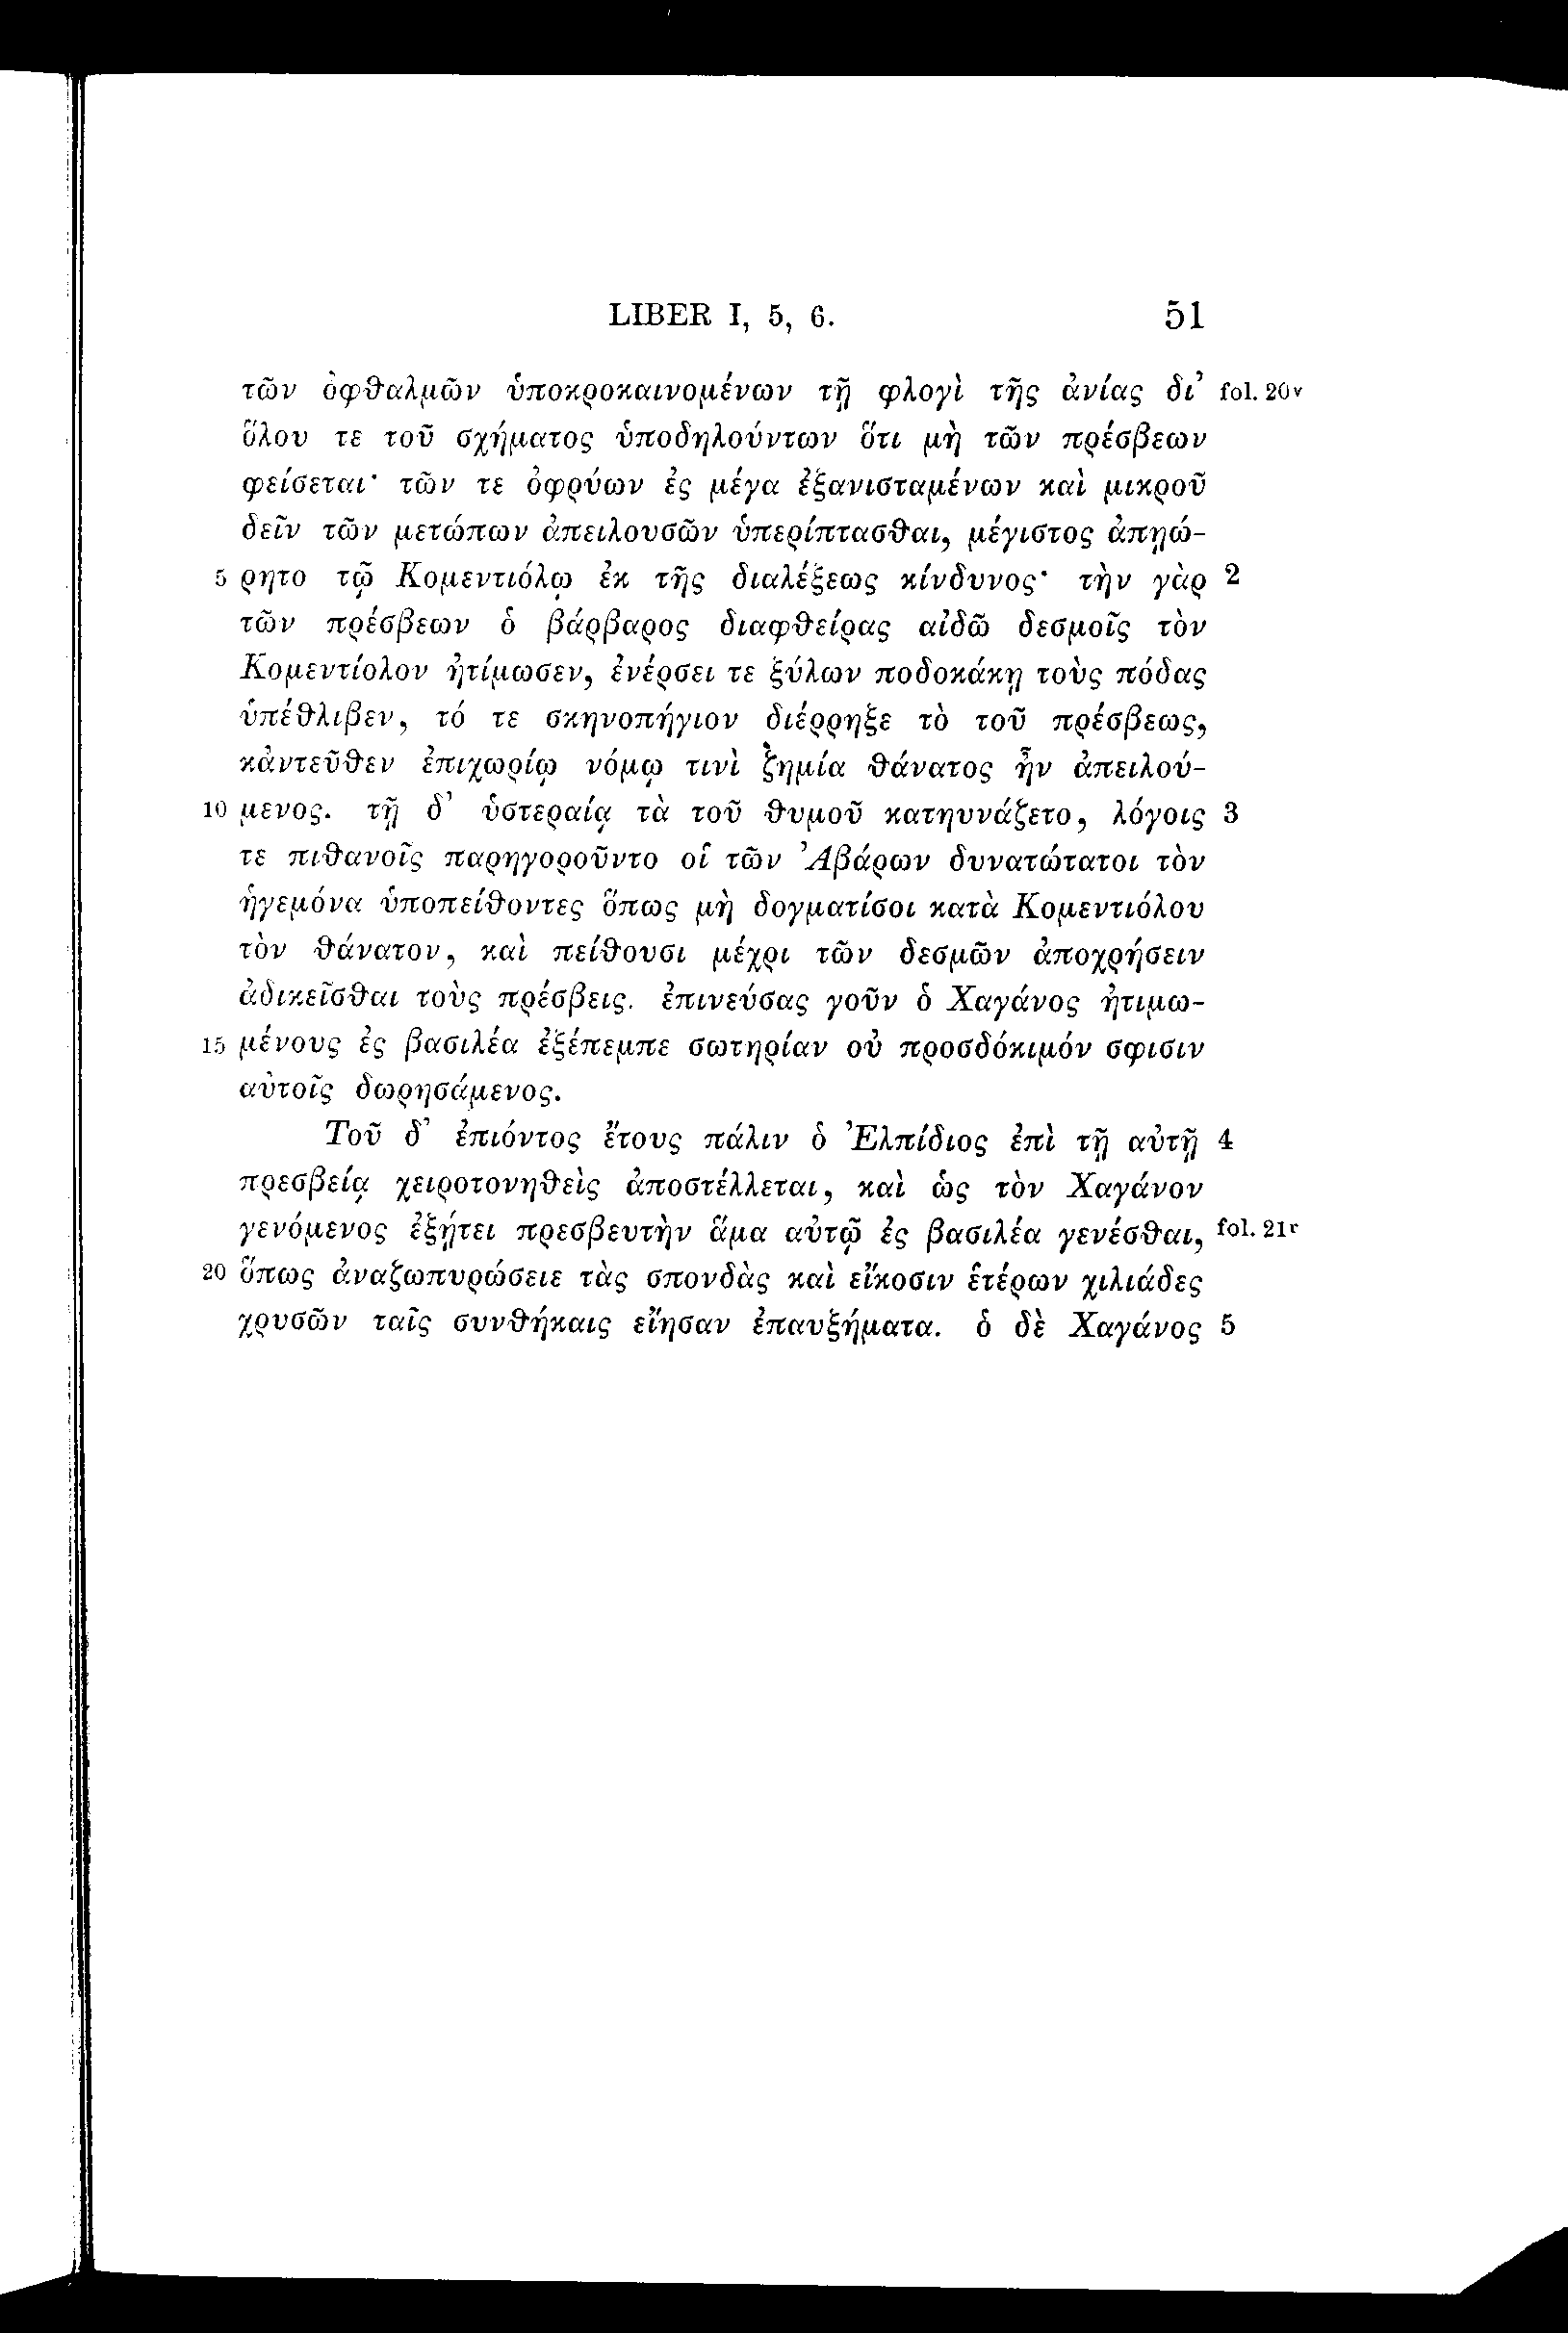 LIBER I, 5, 6. 51
τῶν ὀφθαλμῶν ὑποκροκαινομένων τῇ φλογὶ τῆς ἀνίας δι’ fol. 20v
ὅλου τε τοῦ σχήματος ὑποδηλούντων ὅτι μὴ τῶν πρέσβεων
φείσεται· τῶν τε ὀφρύων ἐς μέγα ἐξανισταμένων καὶ μικροῦ
δεῖν τῶν μετώπων ἀπειλουσῶν ὑπερίπτασθαι, μέγιστος ἀπῃώ-
5 ρητο τῷ Κομεντιόλῳ ἐκ τῆς διαλέξεως κίνδυνος· τὴν γὰρ 2
τῶν πρέσβεων ὁ βάρβαρος διαφθείρας αἰδῶ δεσμοῖς τὸν
Κομεντίολον ἠτίμωσεν, ἐνέρσει τε ξύλων ποδοκάκῃ τοὺς πόδας
ὑπέθλιβεν, τό τε σκηνοπήγιον διέρρηξε τὸ τοῦ πρέσβεως,
κἀντεῦθεν ἐπιχωρίῳ νόμῳ τινὶ ζημία θάνατος ἦν ἀπειλού-
10 μενος. τῇ δ’ ὑστεραίᾳ τὰ τοῦ θυμοῦ κατηυνάζετο, λόγοις 3
τε πιθανοῖς παρηγοροῦντο οἱ τῶν Ἀβάρων δυνατώτατοι τὸν
ἡγεμόνα ὑποπείθοντες ὅπως μὴ δογματίσοι κατὰ Κομεντιόλου
τὸν θάνατον, καὶ πείθουσι μέχρι τῶν δεσμῶν ἀποχρήσειν
ἀδικεῖσθαι τοὺς πρέσβεις. ἐπινεύσας γοῦν ὁ Χαγάνος ἠτιμω-
15 μένους ἐς βασιλέα ἐξέπεμπε σωτηρίαν οὐ προσδόκιμόν σφισιν
αὐτοῖς δωρησάμενος.
Τοῦ δ’ ἐπιόντος ἔτους πάλιν ὁ Ἐλπίδιος ἐπὶ τῇ αὐτῇ 4
πρεσβείᾳ χειροτονηθεὶς ἀποστέλλεται, καὶ ὡς τὸν Χαγάνον
γενόμενος ἐξῄτει πρεσβευτὴν ἅμα αὐτῷ ἐς βασιλέα γενέσθαι, fol. 21r
20 ὅπως ἀναζωπυρώσειε τὰς σπονδὰς καὶ εἴκοσιν ἑτέρων χιλιάδες
χρυσῶν ταῖς συνθήκαις εἴησαν ἐπαυξήματα. ὁ δὲ Χαγάνος 5